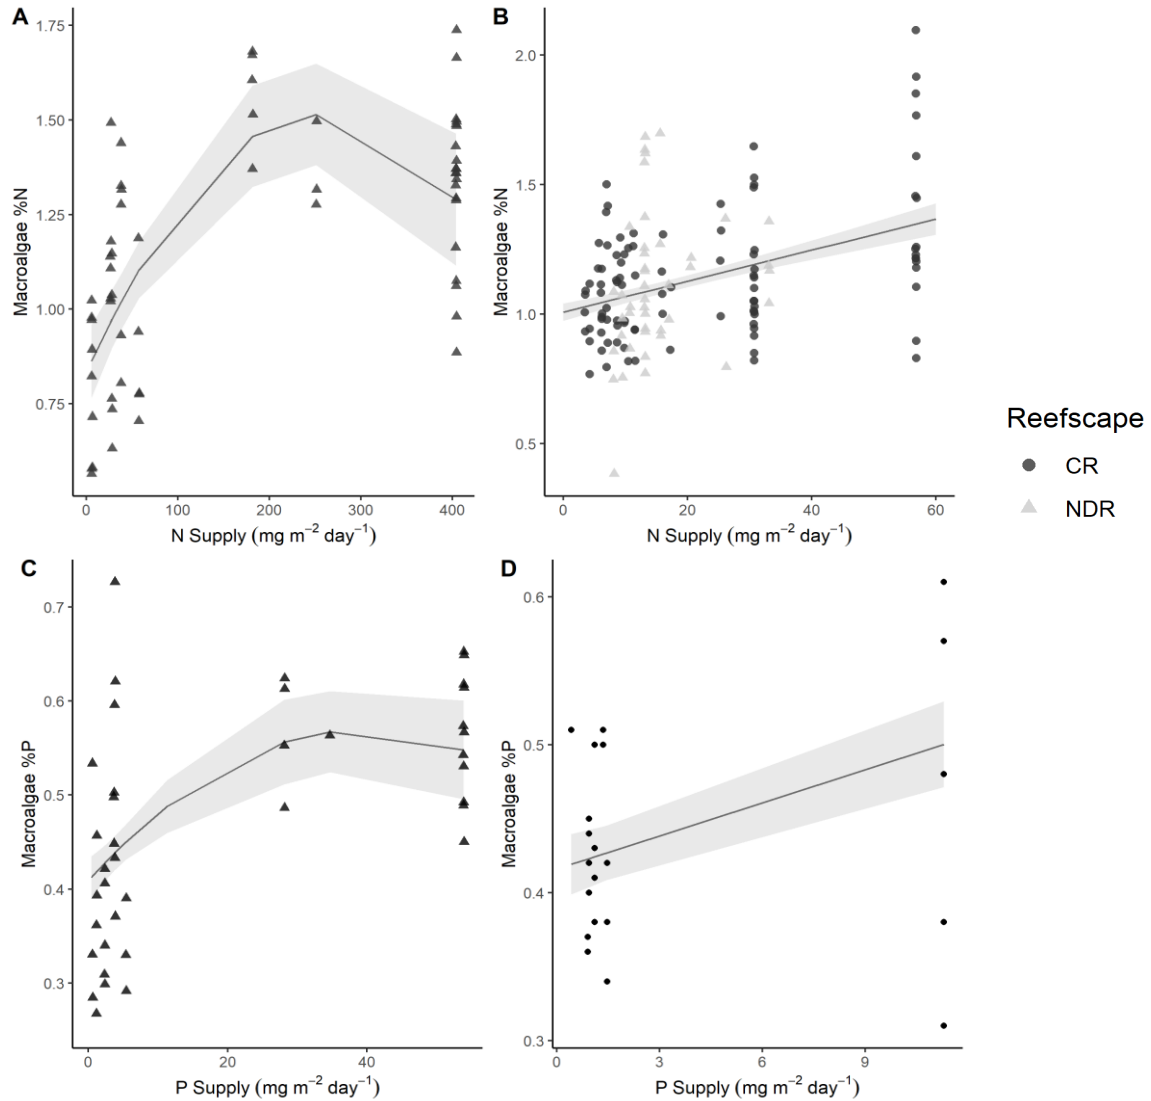 A
1.75
1.50
1.25
1.00
0.75
Macroalgae %N
0 100 200 300 400
N Supply (mg m⁻² day⁻¹)
B
2.0
1.5
1.0
0.5
Macroalgae %N
0 20 40 60
N Supply (mg m⁻² day⁻¹)
Reefscape
CR
NDR
C
0.7
0.6
0.5
0.4
0.3
Macroalgae %P
0 20 40
P Supply (mg m⁻² day⁻¹)
D
0.6
0.5
0.4
0.3
Macroalgae %P
0 3 6 9
P Supply (mg m⁻² day⁻¹)